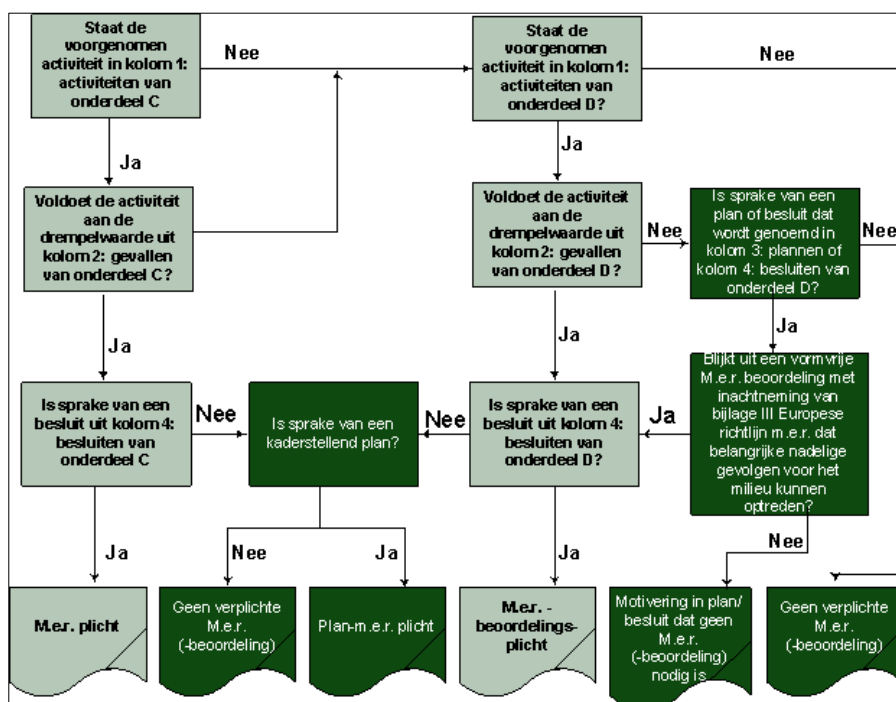 Staat de
voorgenomen
activiteit in kolom 1:
activiteiten van
onderdeel C
Nee
Staat de
voorgenomen
activiteit in kolom 1:
activiteiten van
onderdeel D?
Nee
Ja
Ja
Voldoet de activiteit
aan de
drempelwaarde uit
kolom 2: gevallen
van onderdeel C?
Voldoet de activiteit
aan de
drempelwaarde uit
kolom 2: gevallen
van onderdeel D?
Nee
Is sprake van een
plan of besluit dat
wordt genoemd in
kolom 3: plannen of
kolom 4: besluiten van
onderdeel D?
Nee
Ja
Ja
Ja
Is sprake van een
besluit uit kolom 4:
besluiten van
onderdeel C
Nee
Is sprake van een
kaderstellend plan?
Nee
Is sprake van een
besluit uit kolom 4:
besluiten van
onderdeel D?
Ja
Blijkt uit een vormvrije
M.e.r. beoordeling met
inachtneming van
bijlage III Europese
richtlijn m.e.r. dat
belangrijke nadelige
gevolgen voor het
milieu kunnen
optreden?
Ja
Nee
Ja
Ja
Nee
M.e.r. plicht
Geen verplichte
M.e.r.
(-beoordeling)
Plan-m.e.r. plicht
M.e.r. -
beoordelings-
plicht
Motivering in plan/
besluit dat geen
M.e.r.
(-beoordeling)
nodig is
Geen verplichte
M.e.r.
(-beoordeling)